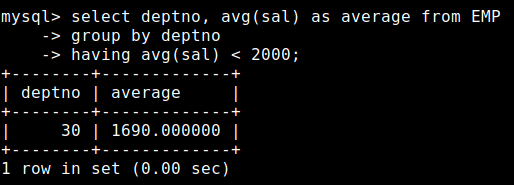 mysql> select deptno, avg(sal) as average from EMP
    -> group by deptno
    -> having avg(sal) < 2000;
+--------+-------------+
| deptno | average     |
+--------+-------------+
|     30 | 1690.000000 |
+--------+-------------+
1 row in set (0.00 sec)